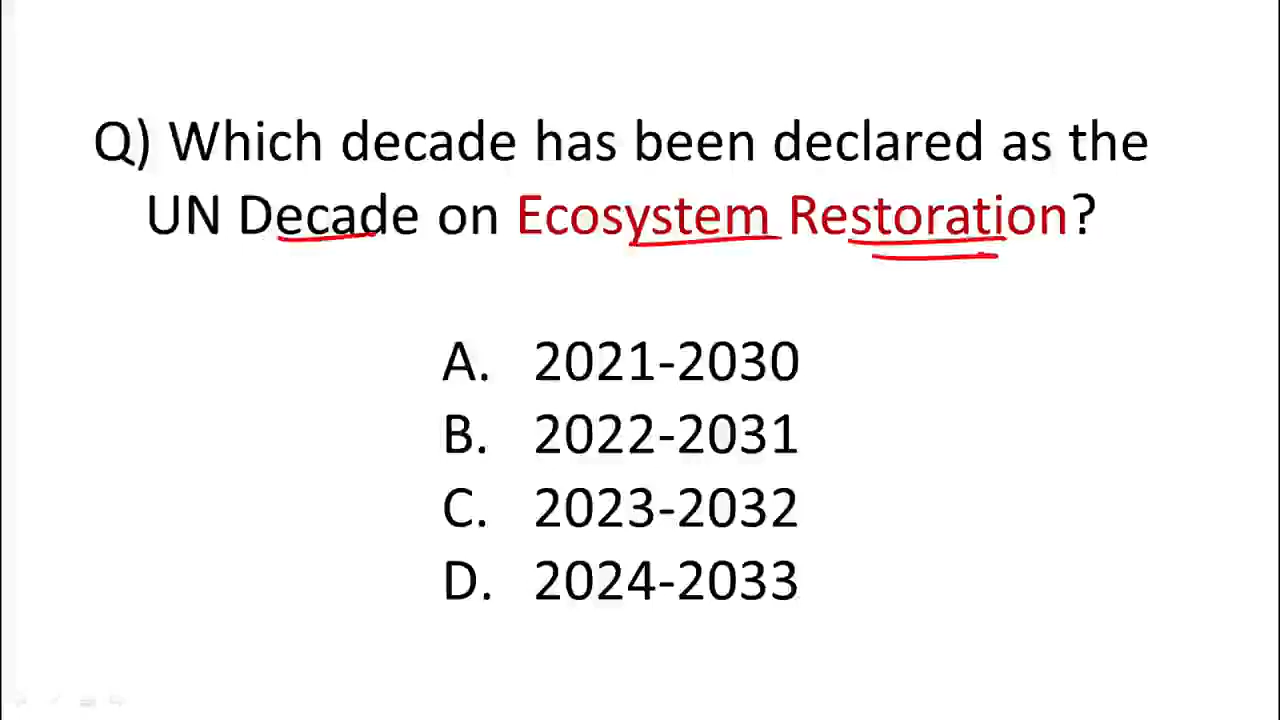 Q) Which decade has been declared as the
UN Decade on Ecosystem Restoration?
A. 2021-2030
B. 2022-2031
C. 2023-2032
D. 2024-2033